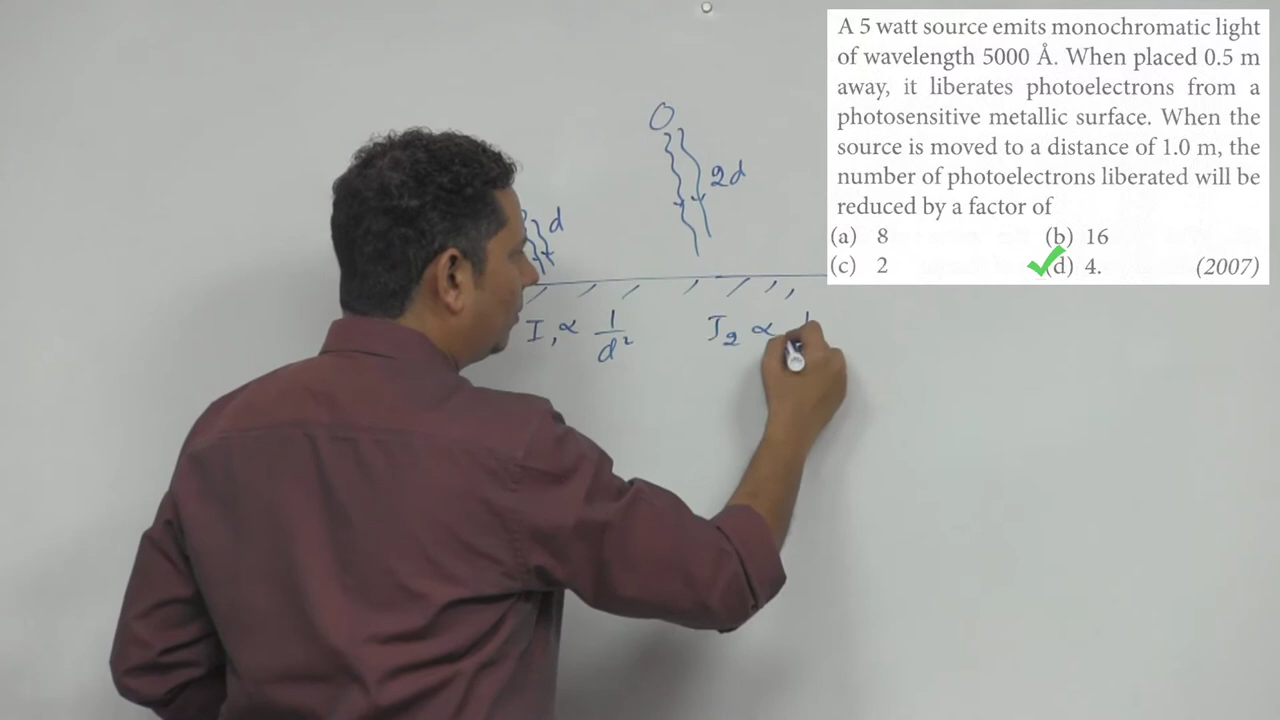 A 5 watt source emits monochromatic light
of wavelength 5000 Å. When placed 0.5 m
away, it liberates photoelectrons from a
photosensitive metallic surface. When the
source is moved to a distance of 1.0 m, the
number of photoelectrons liberated will be
reduced by a factor of
(a) 8 (b) 16
(c) 2 (d) 4. (2007)
d
2d
I₁ ∝ 1/d²
I₂ ∝ 1